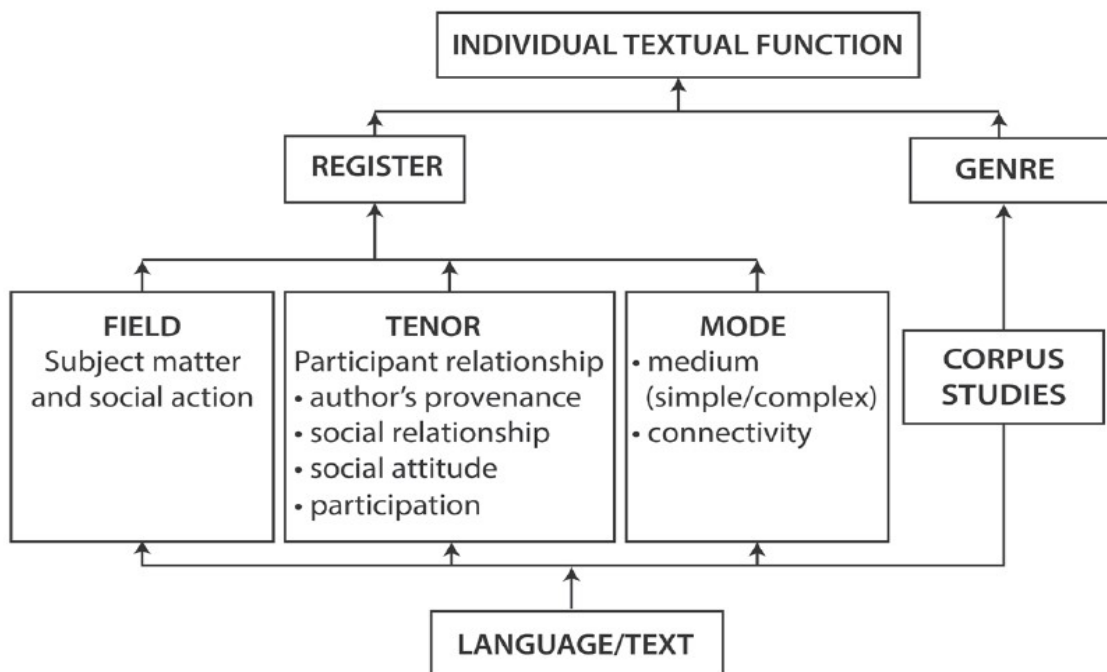 INDIVIDUAL TEXTUAL FUNCTION
REGISTER
GENRE
FIELD
Subject matter
and social action
TENOR
Participant relationship
• author's provenance
• social relationship
• social attitude
• participation
MODE
• medium
(simple/complex)
• connectivity
CORPUS
STUDIES
LANGUAGE/TEXT